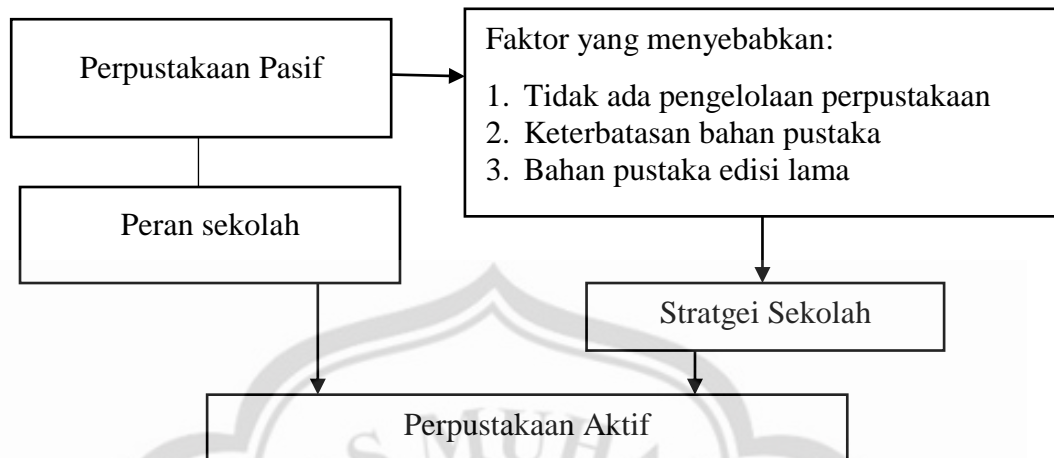 Perpustakaan Pasif
Faktor yang menyebabkan:
1. Tidak ada pengelolaan perpustakaan
2. Keterbatasan bahan pustaka
3. Bahan pustaka edisi lama
Peran sekolah
Stratgei Sekolah
Perpustakaan Aktif
S MUH